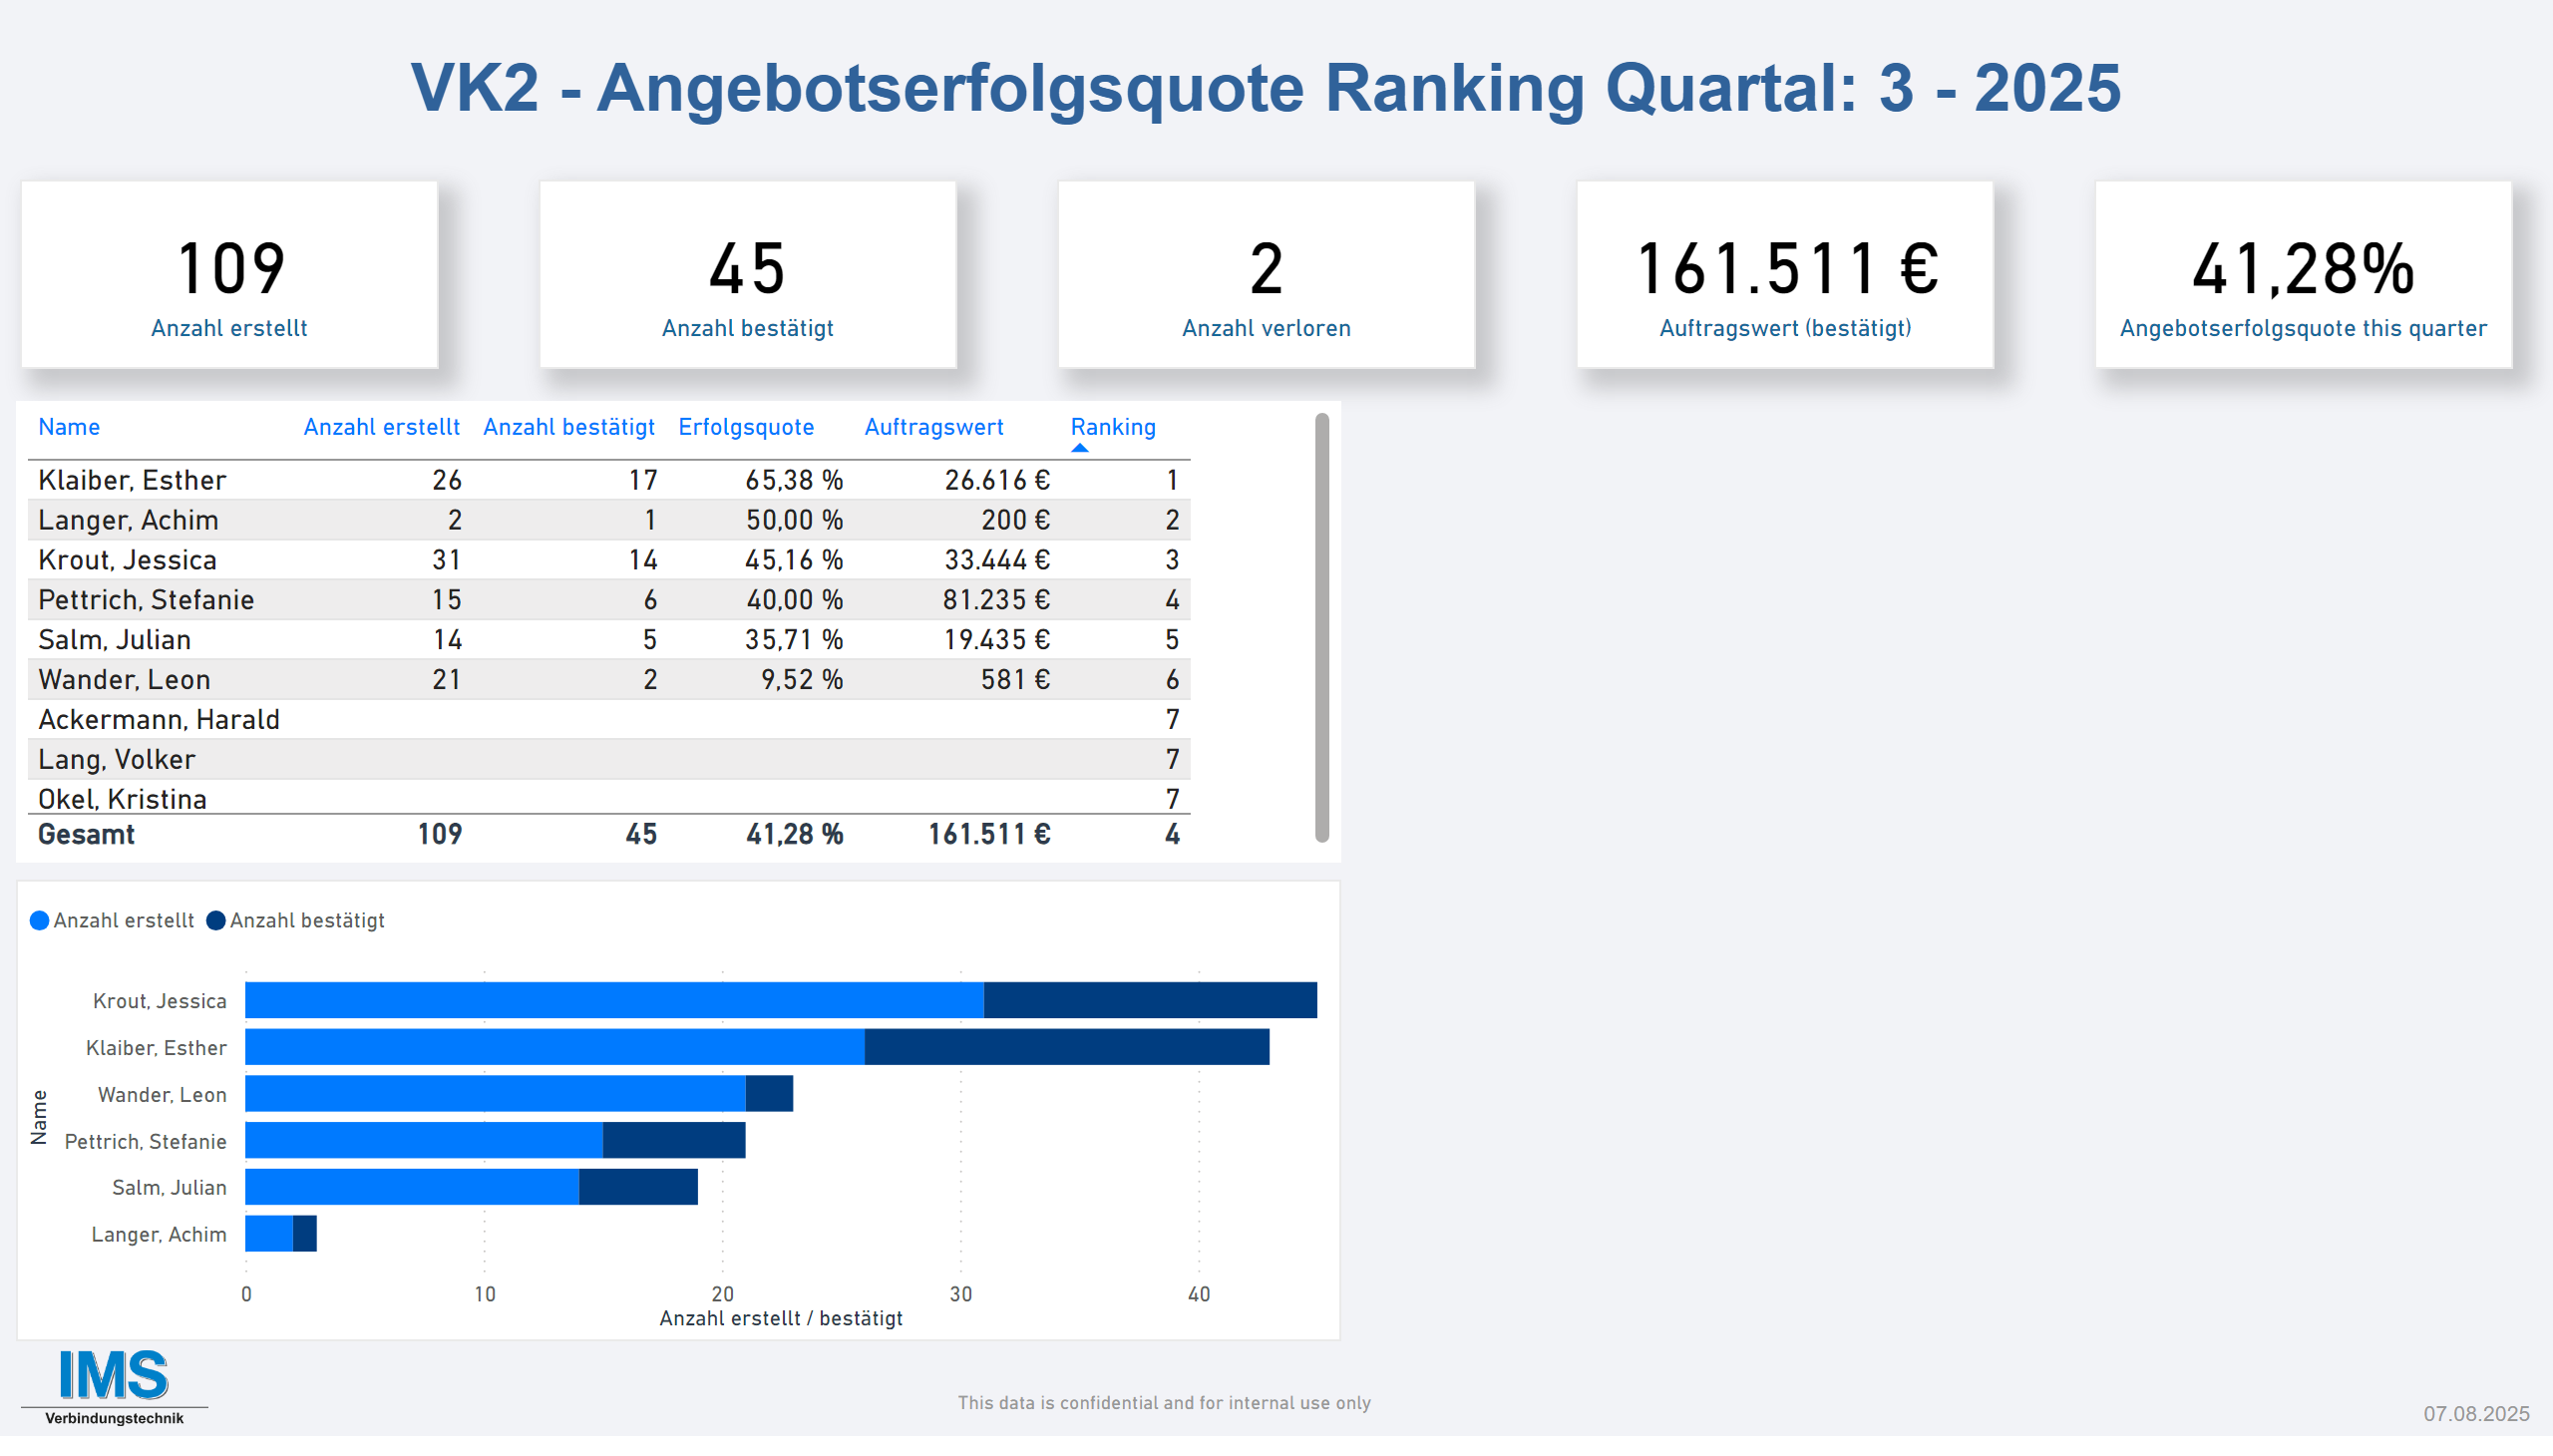 VK2 - Angebotserfolgsquote Ranking Quartal: 3 - 2025
109
Anzahl erstellt
45
Anzahl bestätigt
2
Anzahl verloren
161.511 €
Auftragswert (bestätigt)
41,28%
Angebotserfolgsquote this quarter
Name Anzahl erstellt Anzahl bestätigt Erfolgsquote Auftragswert Ranking
Klaiber, Esther 26 17 65,38 % 26.616 € 1
Langer, Achim 2 1 50,00 % 200 € 2
Krout, Jessica 31 14 45,16 % 33.444 € 3
Pettrich, Stefanie 15 6 40,00 % 81.235 € 4
Salm, Julian 14 5 35,71 % 19.435 € 5
Wander, Leon 21 2 9,52 % 581 € 6
Ackermann, Harald 7
Lang, Volker 7
Okel, Kristina 7
Gesamt 109 45 41,28 % 161.511 € 4
Anzahl erstellt Anzahl bestätigt
Name
Krout, Jessica
Klaiber, Esther
Wander, Leon
Pettrich, Stefanie
Salm, Julian
Langer, Achim
0 10 20 30 40
Anzahl erstellt / bestätigt
IMS
Verbindungstechnik
This data is confidential and for internal use only
07.08.2025